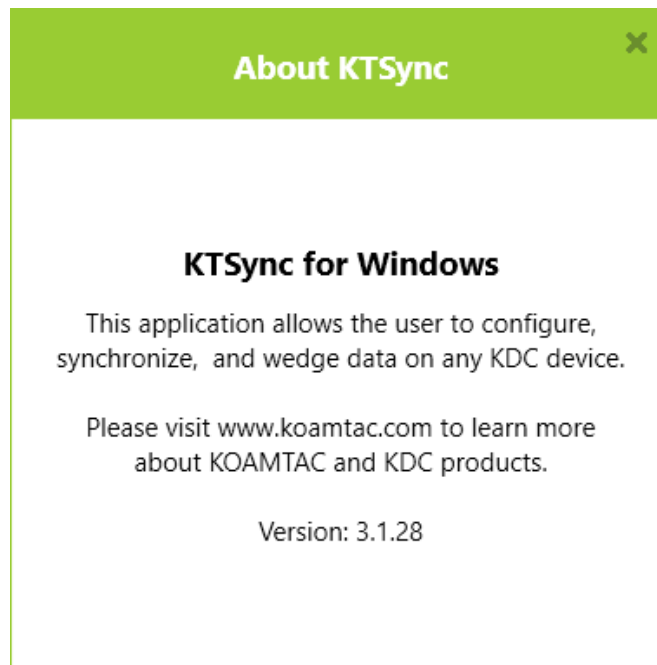 About KTSync
KTSync for Windows
This application allows the user to configure,
synchronize,  and wedge data on any KDC device.
Please visit www.koamtac.com to learn more
about KOAMTAC and KDC products.
Version: 3.1.28